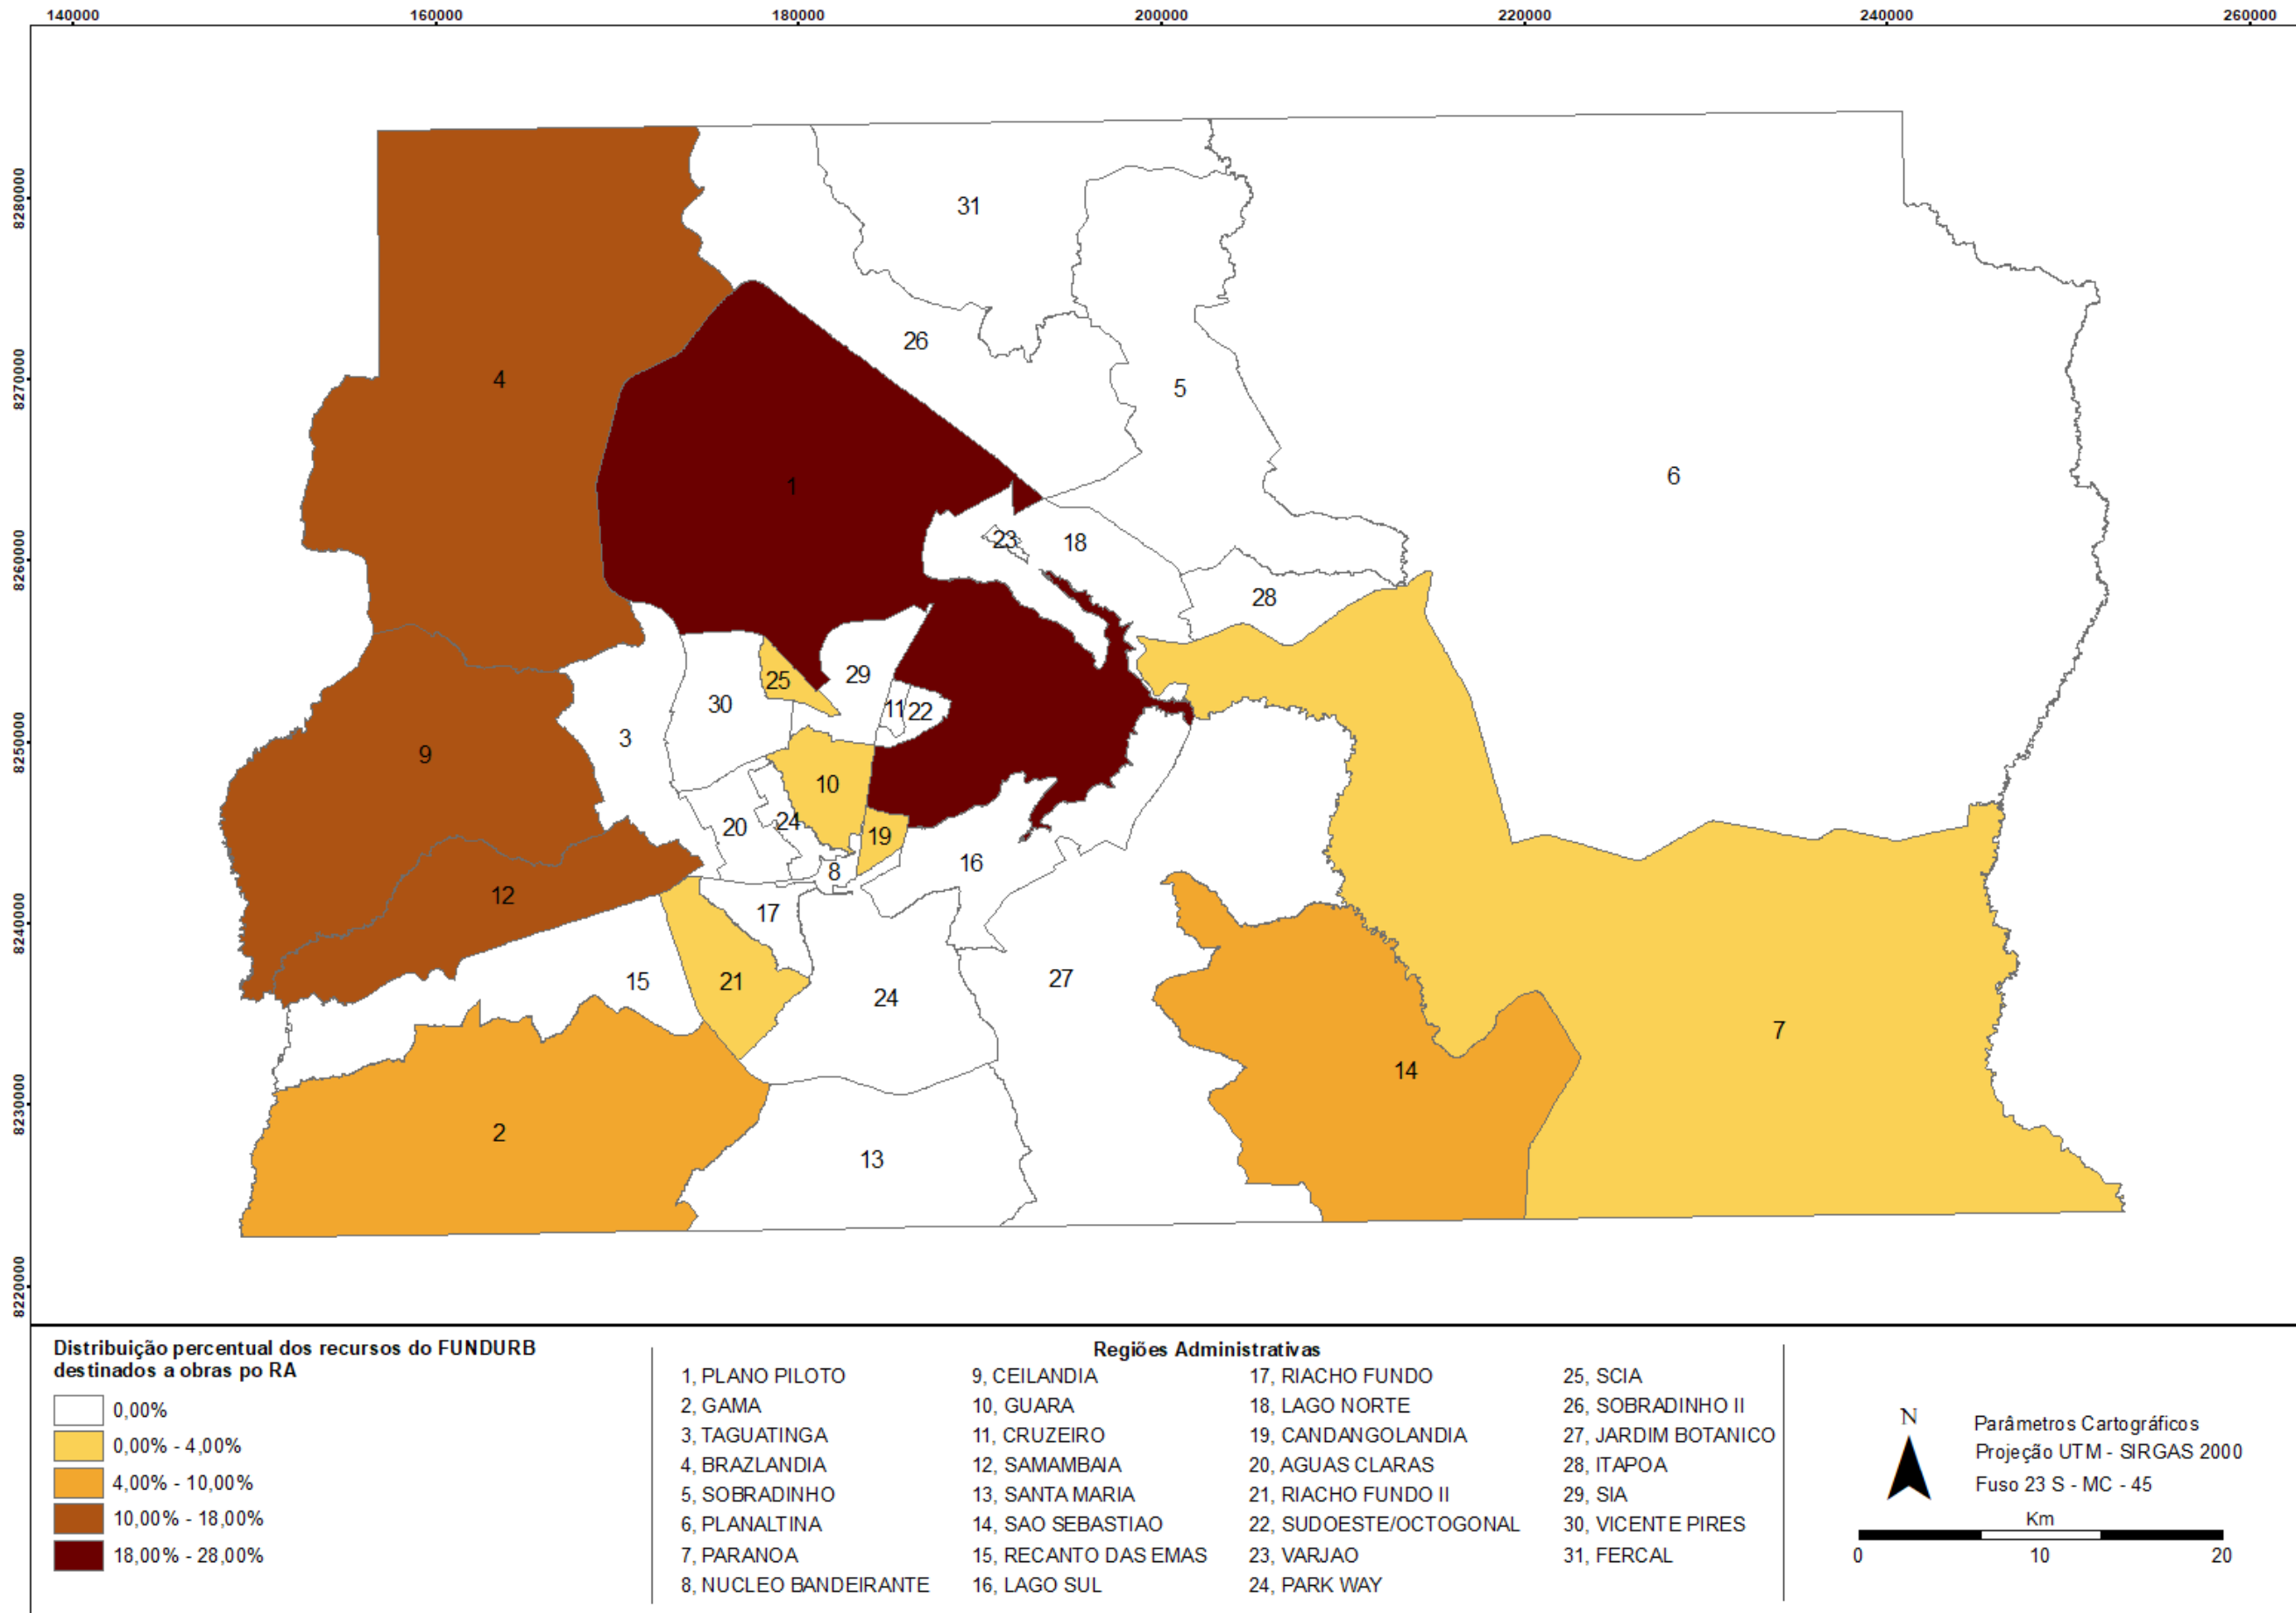 140000 160000 180000 200000 220000 240000 260000
8280000
8270000
8260000
8250000
8240000
8230000
8220000
31
26
4
5
6
1
23
18
28
29
25
30
11
22
3
9
10
20
24
19
16
8
12
17
15
21
24
27
7
14
2
13
Distribuição percentual dos recursos do FUNDURB
destinados a obras po RA
0,00%
0,00% - 4,00%
4,00% - 10,00%
10,00% - 18,00%
18,00% - 28,00%
Regiões Administrativas
1, PLANO PILOTO
2, GAMA
3, TAGUATINGA
4, BRAZLANDIA
5, SOBRADINHO
6, PLANALTINA
7, PARANOA
8, NUCLEO BANDEIRANTE
9, CEILANDIA
10, GUARA
11, CRUZEIRO
12, SAMAMBAIA
13, SANTA MARIA
14, SAO SEBASTIAO
15, RECANTO DAS EMAS
16, LAGO SUL
17, RIACHO FUNDO
18, LAGO NORTE
19, CANDANGOLANDIA
20, AGUAS CLARAS
21, RIACHO FUNDO II
22, SUDOESTE/OCTOGONAL
23, VARJAO
24, PARK WAY
25, SCIA
26, SOBRADINHO II
27, JARDIM BOTANICO
28, ITAPOA
29, SIA
30, VICENTE PIRES
31, FERCAL
N
Parâmetros Cartográficos
Projeção UTM - SIRGAS 2000
Fuso 23 S - MC - 45
Km
0 10 20